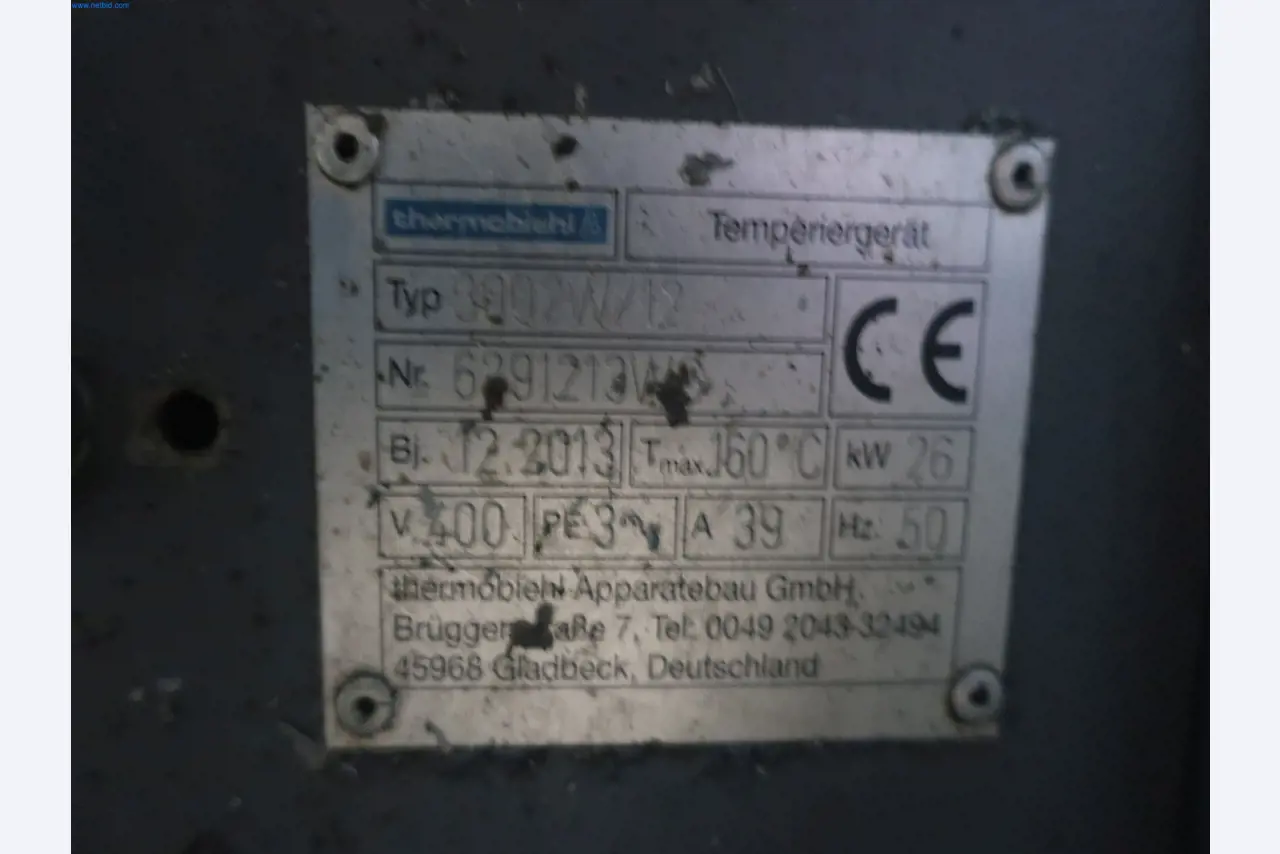 www.netbid.com
thermobiehl
Temperiergerät
Typ
CE
Nr.
Bj. 12.2013 Tmax. 160°C kW 26
V 400 PE 3 A 39 Hz 50
thermobiehl Apparatebau GmbH.
7, Tel: 0049 2043-32494
45968 Gladbeck, Deutschland